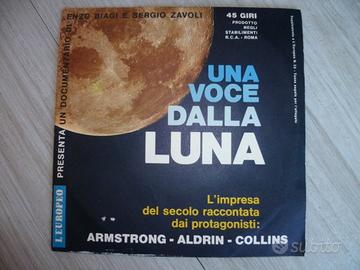 ENZO BIAGI E SERGIO ZAVOLI
PRESENTA UN DOCUMENTARIO DI
L'EUROPEO
45 GIRI
PRODOTTO
NEGLI
STABILIMENTI
R.C.A. - ROMA
UNA
VOCE
DALLA
LUNA
L'impresa
del secolo raccontata
dai protagonisti:
ARMSTRONG - ALDRIN - COLLINS
subito